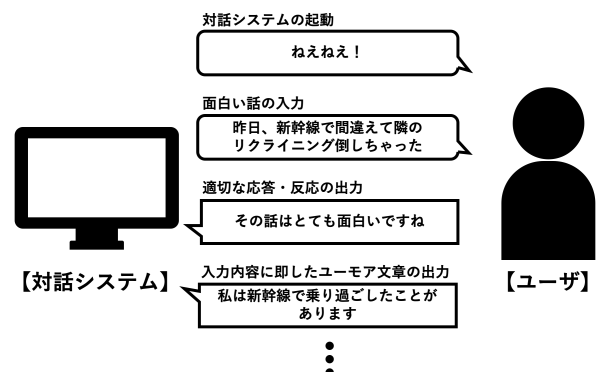 対話システムの起動
ねえねえ！
面白い話の入力
昨日、新幹線で間違えて隣の
リクライニング倒しちゃった
適切な応答・反応の出力
その話はとても面白いですね
【対話システム】
【ユーザ】
入力内容に即したユーモア文章の出力
私は新幹線で乗り過ごしたことが
あります